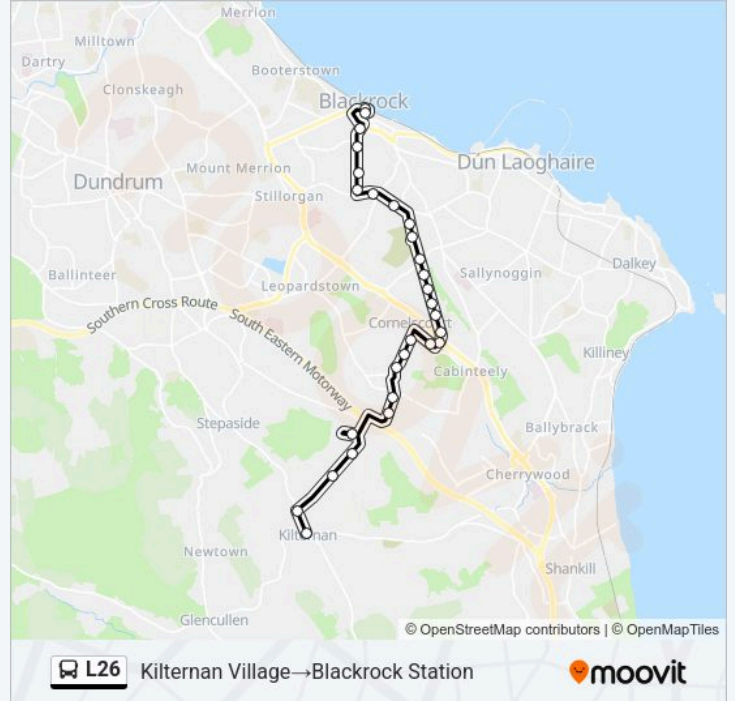 Merrion
Milltown
Dartry
Booterstown
Clonskeagh
Blackrock
Mount Merrion
Dún Laoghaire
Dundrum
Stillorgan
Ballinteer
Sallynoggin
Dalkey
Leopardstown
Southern Cross Route
South Eastern Motorway
Cornelscourt
Killiney
Cabinteely
Stepaside
Ballybrack
Cherrywood
Kilternan
Newtown
Shankill
Glencullen
© OpenStreetMap contributors | © OpenMapTiles
L26 Kilternan Village→Blackrock Station moovit